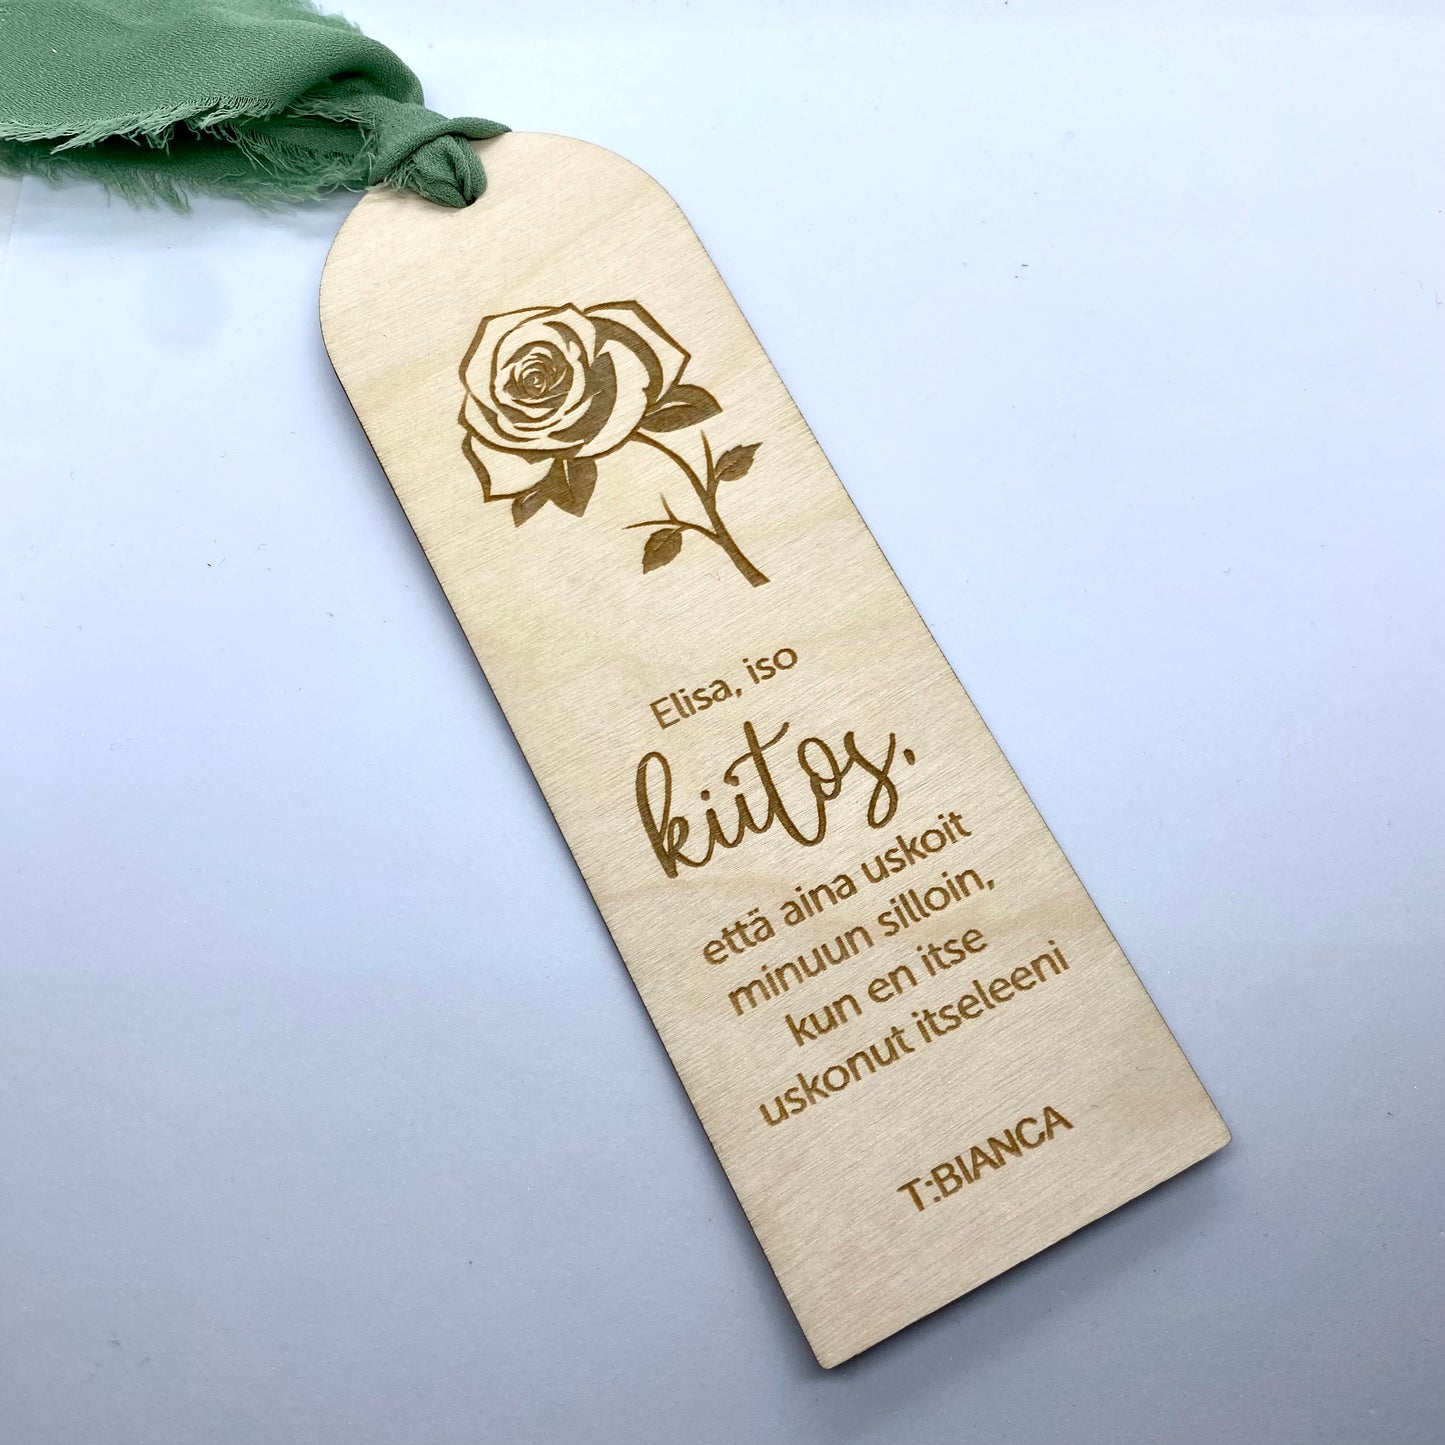 Elisa, iso
kiitos,
että aina uskoit
minuun silloin,
kun en itse
uskonut itseleeni
T:BIANCA